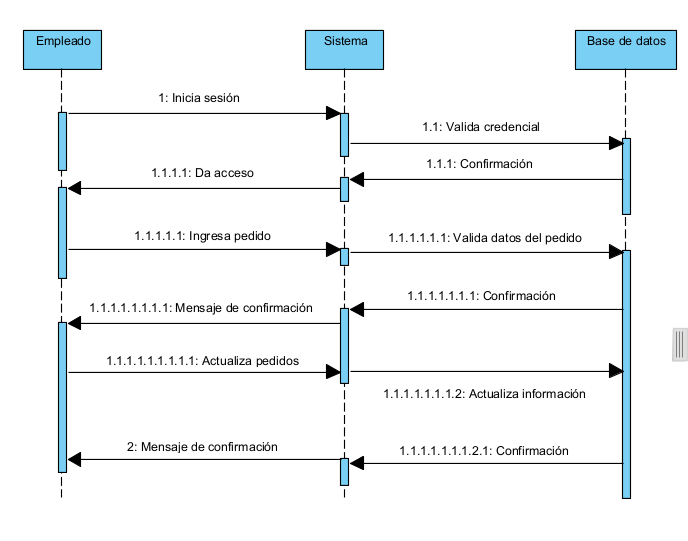 Empleado
Sistema
Base de datos
1: Inicia sesión
1.1: Valida credencial
1.1.1: Confirmación
1.1.1.1: Da acceso
1.1.1.1.1: Ingresa pedido
1.1.1.1.1.1: Valida datos del pedido
1.1.1.1.1.1.1: Confirmación
1.1.1.1.1.1.1.1: Mensaje de confirmación
1.1.1.1.1.1.1.1.1: Actualiza pedidos
1.1.1.1.1.1.1.2: Actualiza información
2: Mensaje de confirmación
1.1.1.1.1.1.1.2.1: Confirmación